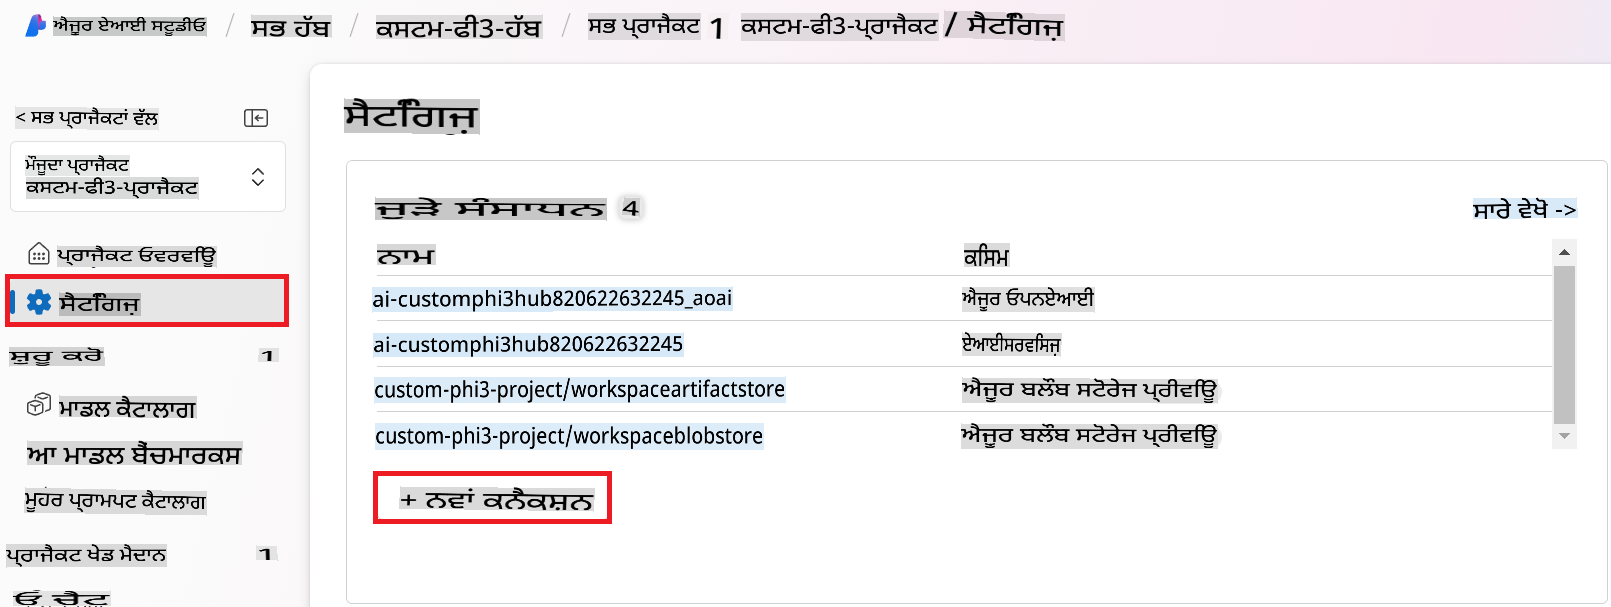 ਐਜ਼ੂਰ ਏਆਈ ਸਟੂਡੀਓ / ਸਭ ਹੱਬ / ਕਸਟਮ-ਫੀ3-ਹੱਬ / ਸਭ ਪ੍ਰਾਜੈਕਟ 1 ਕਸਟਮ-ਫੀ3-ਪ੍ਰਾਜੈਕਟ / ਸੈਟਿੰਗਜ਼
< ਸਭ ਪ੍ਰਾਜੈਕਟਾਂ ਵੱਲ
ਮੌਜੂਦਾ ਪ੍ਰਾਜੈਕਟ
ਕਸਟਮ-ਫੀ3-ਪ੍ਰਾਜੈਕਟ
ਪ੍ਰਾਜੈਕਟ ਓਵਰਵਿਊ
ਸੈਟਿੰਗਜ਼
ਸ਼ੁਰੂ ਕਰੋ 1
ਮਾਡਲ ਕੈਟਾਲਾਗ
ਆ ਮਾਡਲ ਬੈਂਚਮਾਰਕਸ
ਮੂਹਰ ਪ੍ਰਾਮਪਟ ਕੈਟਾਲਾਗ
ਪ੍ਰਾਜੈਕਟ ਖੇਡ ਮੈਦਾਨ 1
ਓਂ ਚੈਟ
ਸੈਟਿੰਗਜ਼
ਜੁੜੇ ਸੰਸਾਧਨ 4
ਸਾਰੇ ਵੇਖੋ ->
ਨਾਮ ਕਿਸਮ
ai-customphi3hub820622632245_aoai ਐਜ਼ੂਰ ਓਪਨਏਆਈ
ai-customphi3hub820622632245 ਏਆਈਸਰਵਿਸਿਜ਼
custom-phi3-project/workspaceartifactstore ਐਜ਼ੂਰ ਬਲੌਬ ਸਟੋਰੇਜ ਪ੍ਰੀਵਿਊ
custom-phi3-project/workspaceblobstore ਐਜ਼ੂਰ ਬਲੌਬ ਸਟੋਰੇਜ ਪ੍ਰੀਵਿਊ
+ ਨਵਾਂ ਕਨੈਕਸ਼ਨ